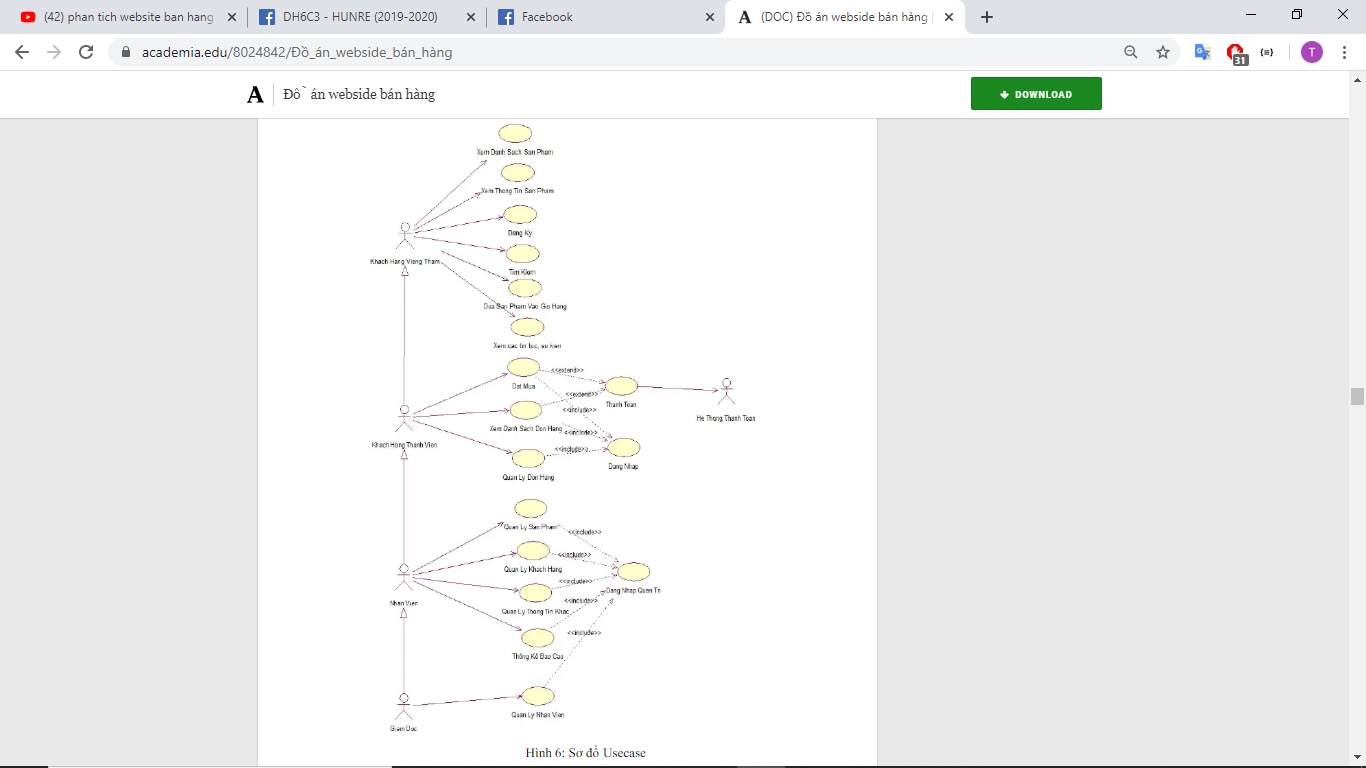 (42) phan tich website ban hang
DH6C3 - HUNRE (2019-2020)
Facebook
(DOC) Đồ án webside bán hàng
academia.edu/8024842/Đồ_án_webside_bán_hàng
31
T
A
Đồ án webside bán hàng
DOWNLOAD
Xem Danh Sach San Pham
Xem Thong Tin San Pham
Dang Ky
Khach Hang Vieng Tham
Tim Kiem
Dua San Pham Vao Gio Hang
Xem cac tin tuc, su kien
<<extend>>
Dat Mua
<<extend>>
Thanh Toan
<<include>>
He Thong Thanh Toan
Xem Danh Sach Don Hang
<<include>>
Khach Hang Thanh Vien
<<include>>
Dang Nhap
Quan Ly Don Hang
Quan Ly San Pham
<<include>>
<<include>>
Quan Ly Khach Hang
<<include>>
Dang Nhap Quan Tri
<<include>>
Nhan Vien
Quan Ly Thong Tin Khac
<<include>>
Thông Kê Bao Cao
Quan Ly Nhan Vien
Giam Doc
Hình 6: Sơ đồ Usecase